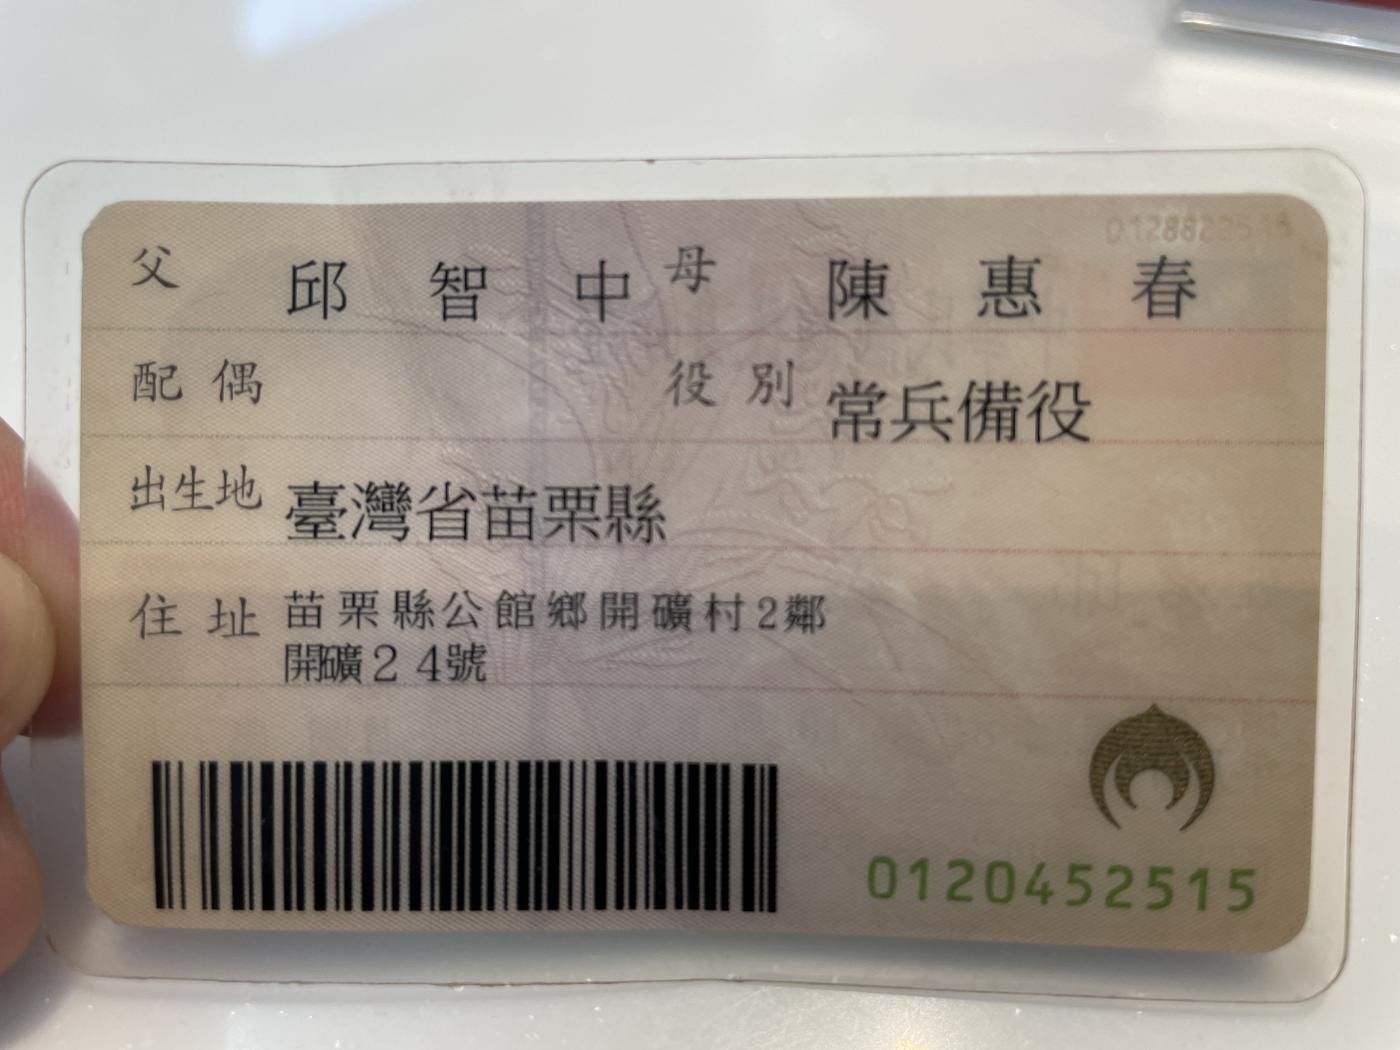 父 邱智中 母 陳惠春
配偶 役別 常兵備役
出生地 臺灣省苗栗縣
住址 苗栗縣公館鄉開礦村2鄰
開礦24號
0120452515